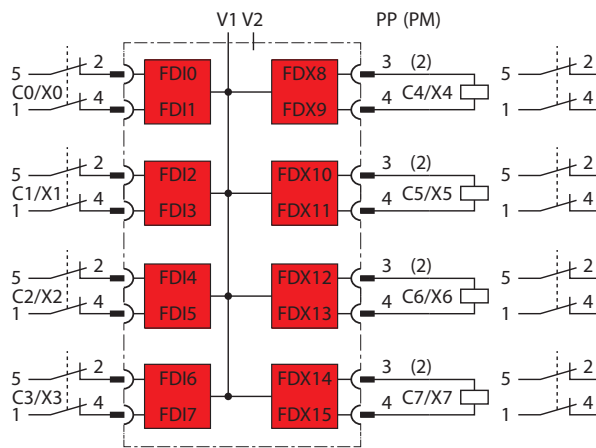 V1 V2 PP (PM)
5 2 FDI0 FDX8 3 (2) 5 2
C0/X0 C4/X4
1 4 FDI1 FDX9 4 1 4
5 2 FDI2 FDX10 3 (2) 5 2
C1/X1 C5/X5
1 4 FDI3 FDX11 4 1 4
5 2 FDI4 FDX12 3 (2) 5 2
C2/X2 C6/X6
1 4 FDI5 FDX13 4 1 4
5 2 FDI6 FDX14 3 (2) 5 2
C3/X3 C7/X7
1 4 FDI7 FDX15 4 1 4